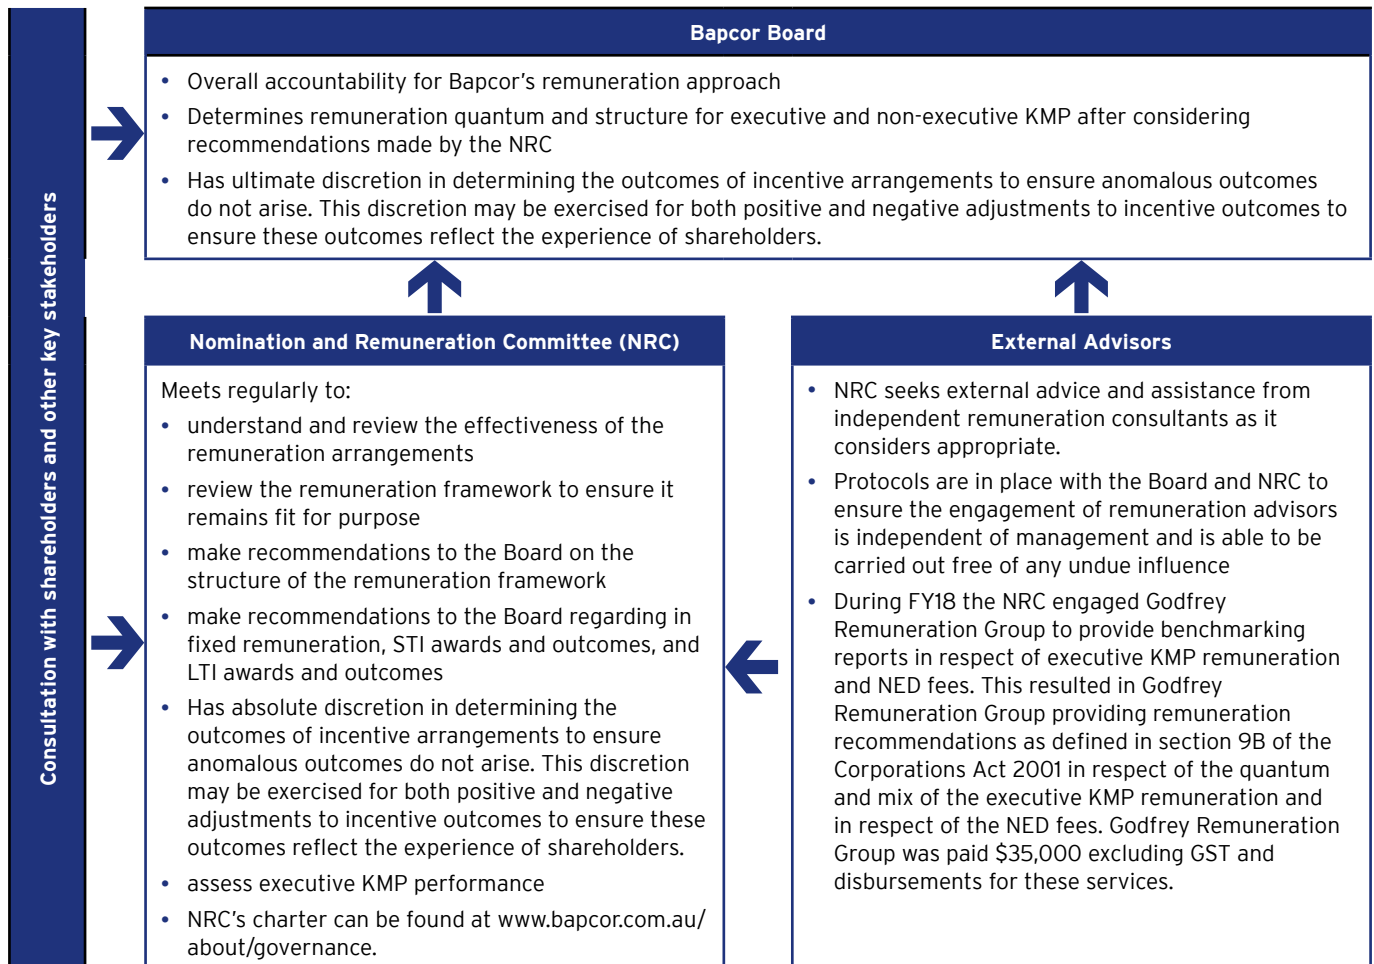 Consultation with shareholders and other key stakeholders
Bapcor Board
• Overall accountability for Bapcor's remuneration approach
• Determines remuneration quantum and structure for executive and non-executive KMP after considering
recommendations made by the NRC
• Has ultimate discretion in determining the outcomes of incentive arrangements to ensure anomalous outcomes
do not arise. This discretion may be exercised for both positive and negative adjustments to incentive outcomes to
ensure these outcomes reflect the experience of shareholders.
Nomination and Remuneration Committee (NRC)
Meets regularly to:
• understand and review the effectiveness of the
remuneration arrangements
• review the remuneration framework to ensure it
remains fit for purpose
• make recommendations to the Board on the
structure of the remuneration framework
• make recommendations to the Board regarding in
fixed remuneration, STI awards and outcomes, and
LTI awards and outcomes
• Has absolute discretion in determining the
outcomes of incentive arrangements to ensure
anomalous outcomes do not arise. This discretion
may be exercised for both positive and negative
adjustments to incentive outcomes to ensure these
outcomes reflect the experience of shareholders.
• assess executive KMP performance
• NRC's charter can be found at www.bapcor.com.au/
about/governance.
External Advisors
• NRC seeks external advice and assistance from
independent remuneration consultants as it
considers appropriate.
• Protocols are in place with the Board and NRC to
ensure the engagement of remuneration advisors
is independent of management and is able to be
carried out free of any undue influence
• During FY18 the NRC engaged Godfrey
Remuneration Group to provide benchmarking
reports in respect of executive KMP remuneration
and NED fees. This resulted in Godfrey
Remuneration Group providing remuneration
recommendations as defined in section 9B of the
Corporations Act 2001 in respect of the quantum
and mix of the executive KMP remuneration and
in respect of the NED fees. Godfrey Remuneration
Group was paid $35,000 excluding GST and
disbursements for these services.